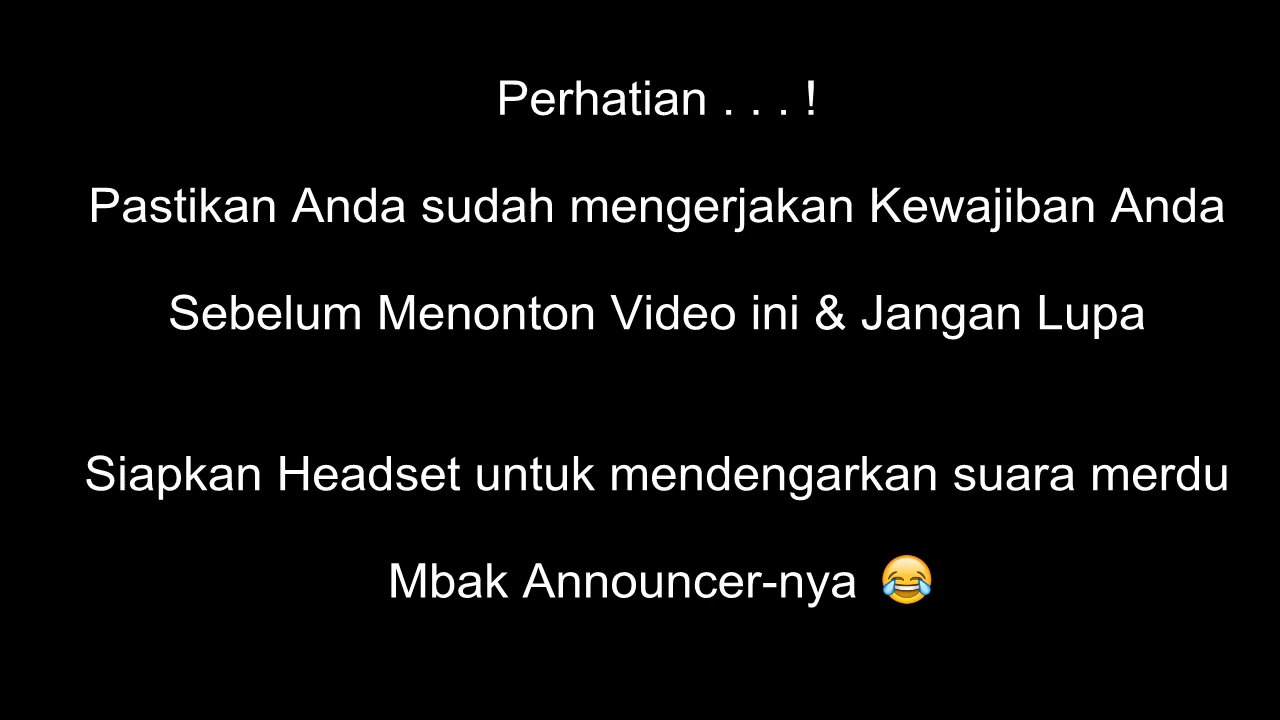 Perhatian . . . !
Pastikan Anda sudah mengerjakan Kewajiban Anda
Sebelum Menonton Video ini & Jangan Lupa
Siapkan Headset untuk mendengarkan suara merdu
Mbak Announcer-nya 😂